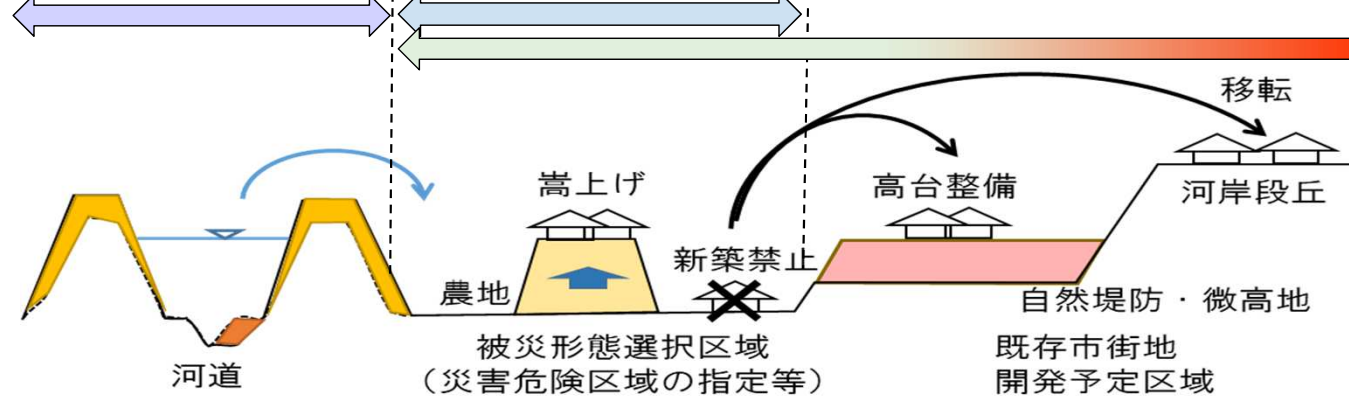 移転
嵩上げ
高台整備
河岸段丘
新築禁止
農地
自然堤防・微高地
河道
被災形態選択区域
（災害危険区域の指定等）
既存市街地
開発予定区域